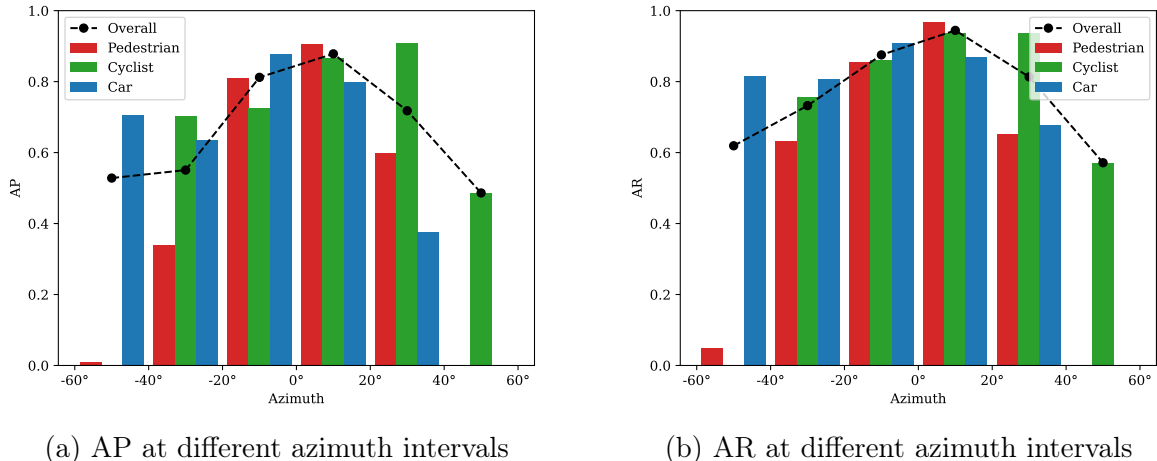 1.0
0.8
0.6
0.4
0.2
0.0
AP
Overall
Pedestrian
Cyclist
Car
-60° -40° -20° 0° 20° 40° 60°
Azimuth
(a) AP at different azimuth intervals
1.0
0.8
0.6
0.4
0.2
0.0
AR
Overall
Pedestrian
Cyclist
Car
-60° -40° -20° 0° 20° 40° 60°
Azimuth
(b) AR at different azimuth intervals